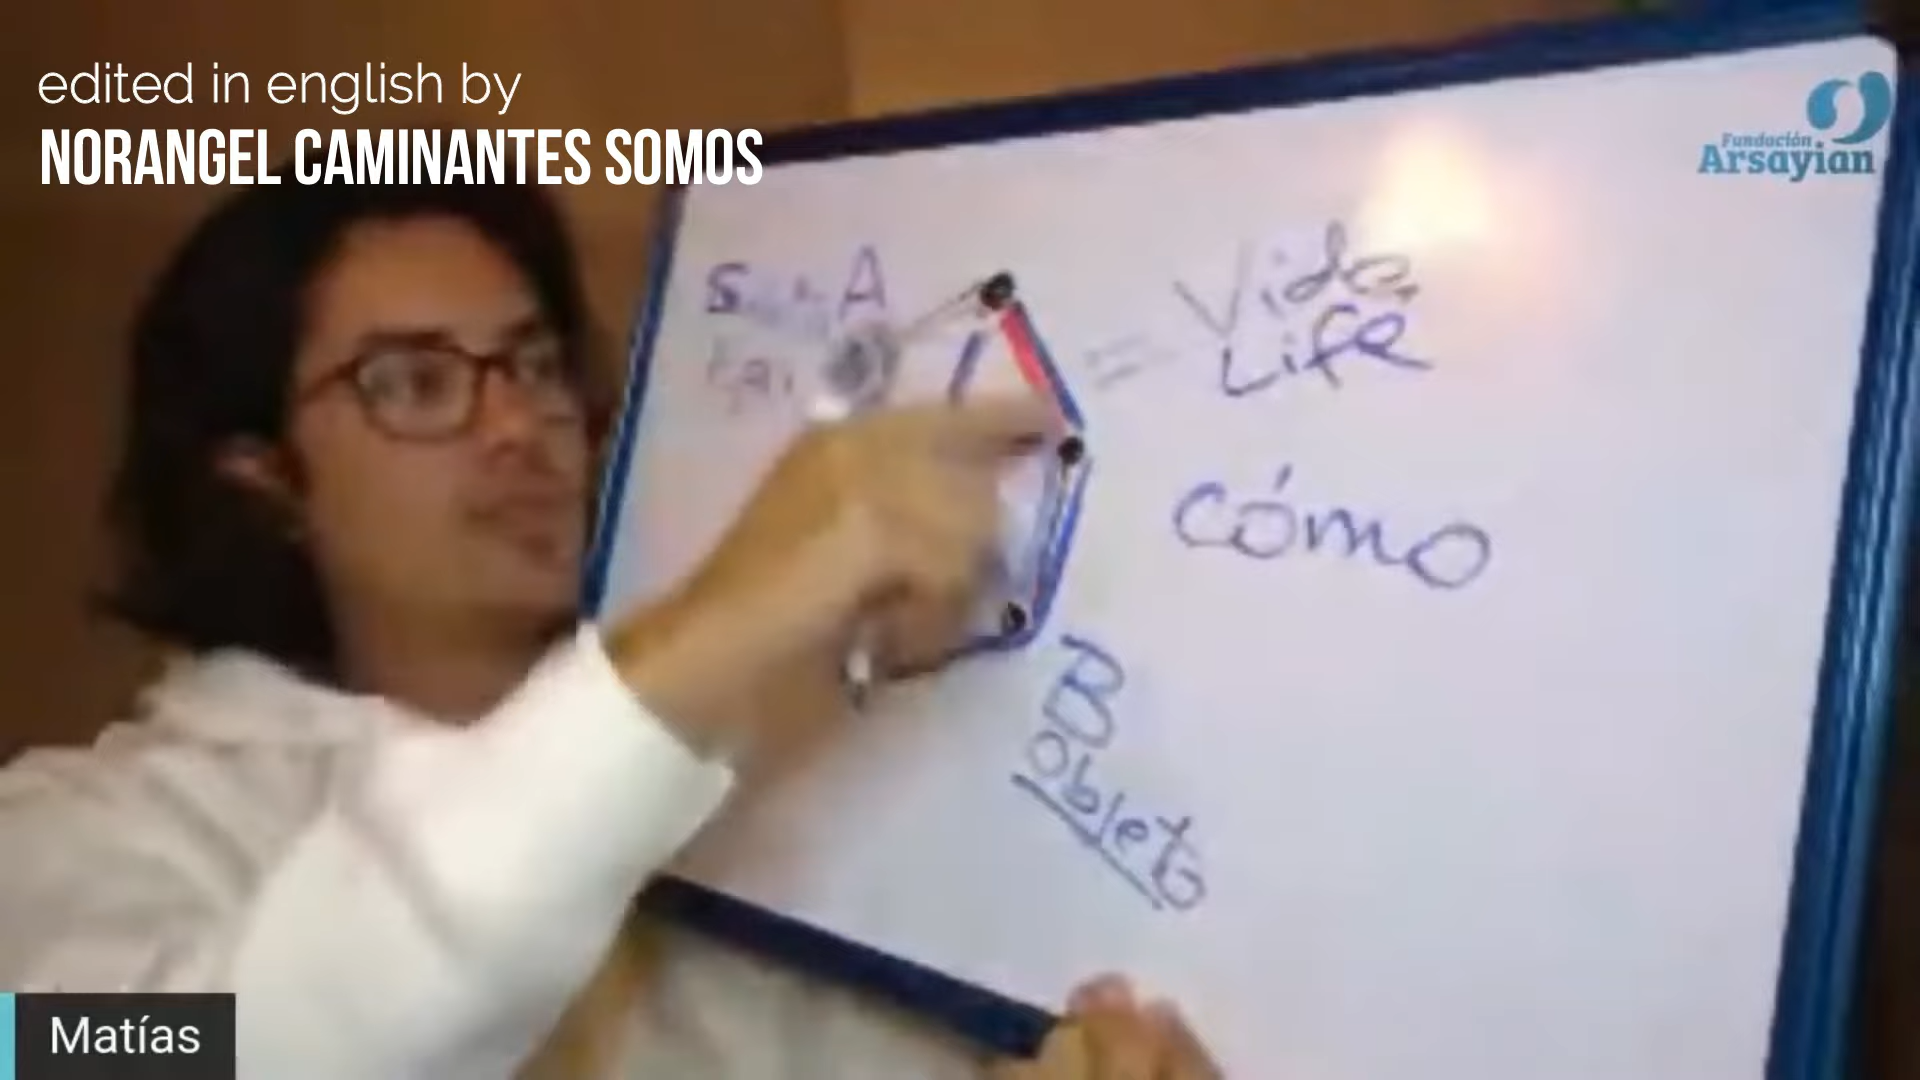 edited in english by
NORANGEL CAMINANTES SOMOS
Fundación
Arsayian
A
= Vida
Life
cómo
B
objeto
Matías